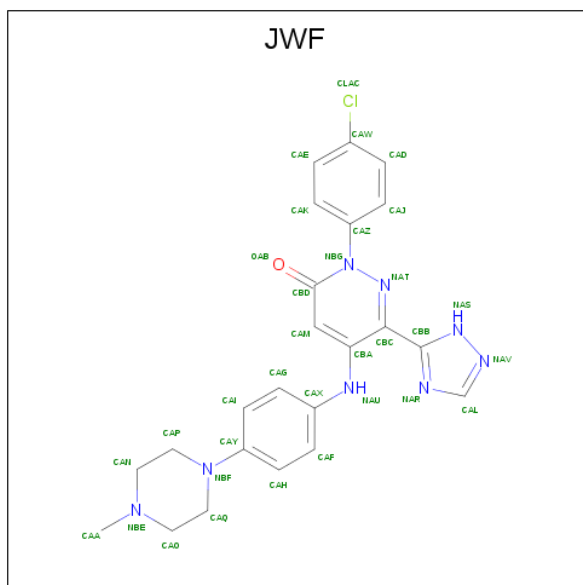 JWF
CLAC
Cl
CAW
CAE CAD
CAK CAJ
CAZ
OAB NBG N NAT
O N
CBD NAS
CAM CBC CBB N
H
CBA N NAV
CAG N
CAX NH NAR CAL
CAI NAU
CAP CAY CAF
CAN N NBF CAH
N CAQ
CAA NBE
CAO